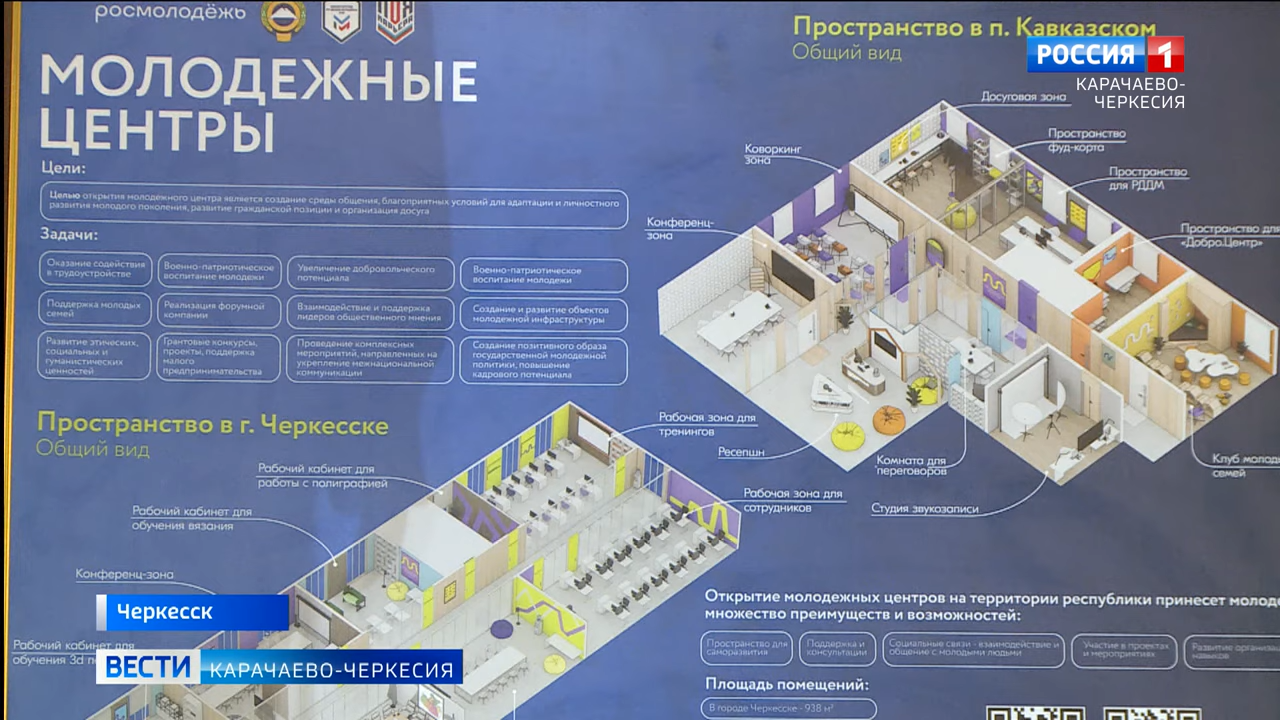 росмолодёжь
МОЛОДЕЖНЫЕ
ЦЕНТРЫ
Цели:
Целью открытия молодежного центра является создание среды общения, благоприятных условий для адаптации и личностного
развития молодого поколения, развитие гражданской позиции и организация досуга
Задачи:
Оказание содействия
в трудоустройстве
Военно-патриотическое
воспитание молодежи
Увеличение добровольческого
потенциала
Военно-патриотическое
воспитание молодежи
Поддержка молодых
семей
Реализация форумной
компании
Взаимодействие и поддержка
лидеров общественного мнения
Создание и развитие объектов
молодежной инфраструктуры
Развитие этических,
социальных и
гуманистических
ценностей
Грантовые конкурсы,
проекты, поддержка
малого
предпринимательства
Проведение комплексных
мероприятий, направленных на
укрепление межнациональной
коммуникации
Создание позитивного образа
государственной молодежной
политики, повышение
кадрового потенциала
Пространство в г. Черкесске
Общий вид
Рабочий кабинет для
работы с полиграфией
Рабочий кабинет для
обучения вязания
Конференц-зона
Рабочий кабинет для
обучения 3d
Рабочая зона для
тренингов
Рабочая зона для
сотрудников
Пространство в п. Кавказском
Общий вид
Досуговая зона
Пространство
фуд-корта
Коворкинг
зона
Пространство
для РДДМ
Конференц-
зона
Пространство для
«Добро.Центр»
Ресепшн
Комната для
переговоров
Студия звукозаписи
Клуб
семей
Открытие молодежных центров на территории республики принесет
множество преимуществ и возможностей:
Пространство для
саморазвития
Поддержка и
консультации
Социальные связи - взаимодействие и
общение с молодыми людьми
Участие в проектах
и мероприятиях
Развитие
навыков
Площадь помещений:
В городе Черкесске - 938 м²
РОССИЯ 1
КАРАЧАЕВО-
ЧЕРКЕСИЯ
Черкесск
ВЕСТИ КАРАЧАЕВО-ЧЕРКЕСИЯ